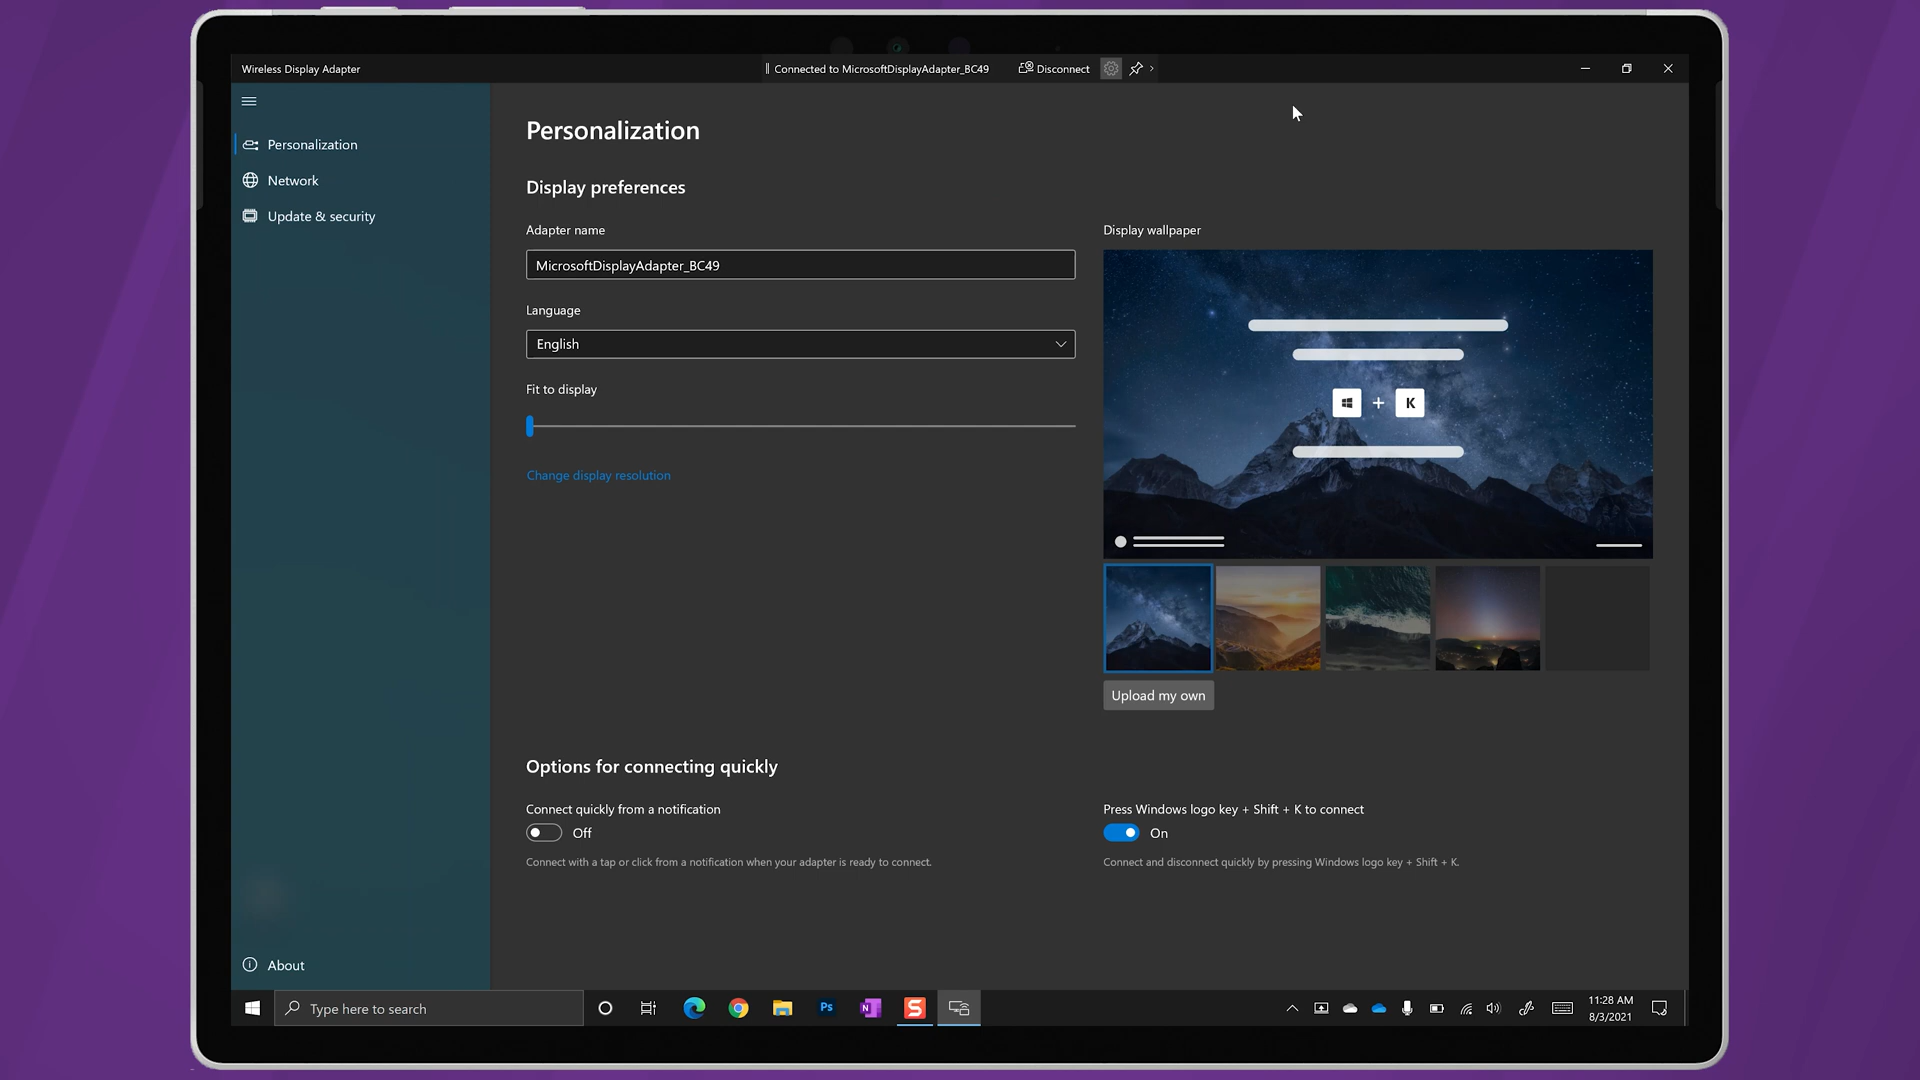 Wireless Display Adapter
Connected to MicrosoftDisplayAdapter_BC49
Disconnect
Personalization
Network
Update & security
About
Personalization
Display preferences
Adapter name
MicrosoftDisplayAdapter_BC49
Language
English
Fit to display
Change display resolution
Display wallpaper
+ K
Upload my own
Options for connecting quickly
Connect quickly from a notification
Off
Connect with a tap or click from a notification when your adapter is ready to connect.
Press Windows logo key + Shift + K to connect
On
Connect and disconnect quickly by pressing Windows logo key + Shift + K.
Type here to search
Ps
N
S
11:28 AM
8/3/2021